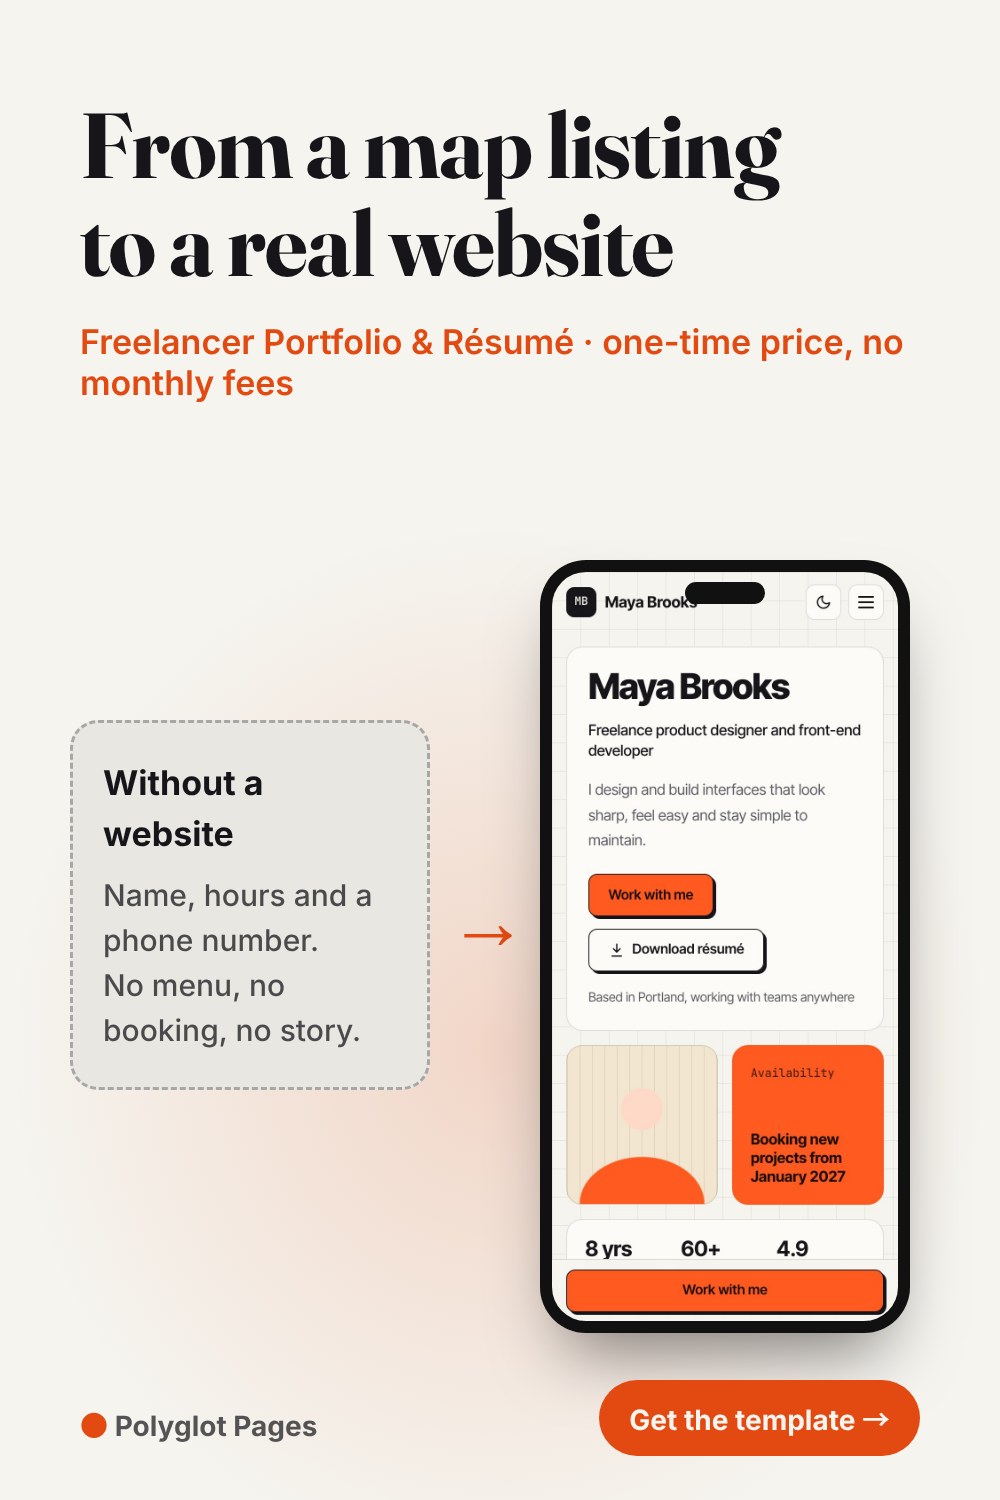 From a map listing
to a real website
Freelancer Portfolio & Résumé · one-time price, no
monthly fees
Without a
website
Name, hours and a
phone number.
No menu, no
booking, no story.
→
MB
Maya Brooks
Maya Brooks
Freelance product designer and front-end
developer
I design and build interfaces that look
sharp, feel easy and stay simple to
maintain.
Work with me
Download résumé
Based in Portland, working with teams anywhere
Availability
Booking new
projects from
January 2027
8 yrs 60+ 4.9
Work with me
Polyglot Pages
Get the template →